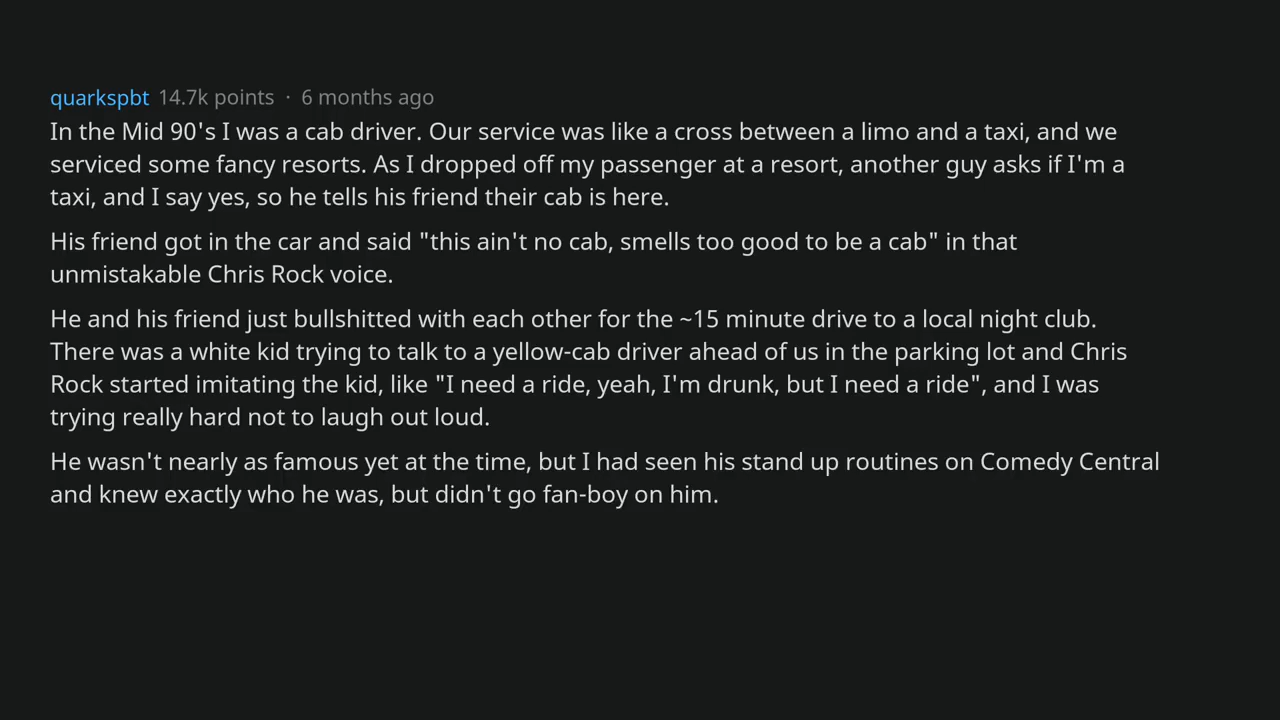 quarkspbt 14.7k points · 6 months ago
In the Mid 90's I was a cab driver. Our service was like a cross between a limo and a taxi, and we
serviced some fancy resorts. As I dropped off my passenger at a resort, another guy asks if I'm a
taxi, and I say yes, so he tells his friend their cab is here.
His friend got in the car and said "this ain't no cab, smells too good to be a cab" in that
unmistakable Chris Rock voice.
He and his friend just bullshitted with each other for the ~15 minute drive to a local night club.
There was a white kid trying to talk to a yellow-cab driver ahead of us in the parking lot and Chris
Rock started imitating the kid, like "I need a ride, yeah, I'm drunk, but I need a ride", and I was
trying really hard not to laugh out loud.
He wasn't nearly as famous yet at the time, but I had seen his stand up routines on Comedy Central
and knew exactly who he was, but didn't go fan-boy on him.